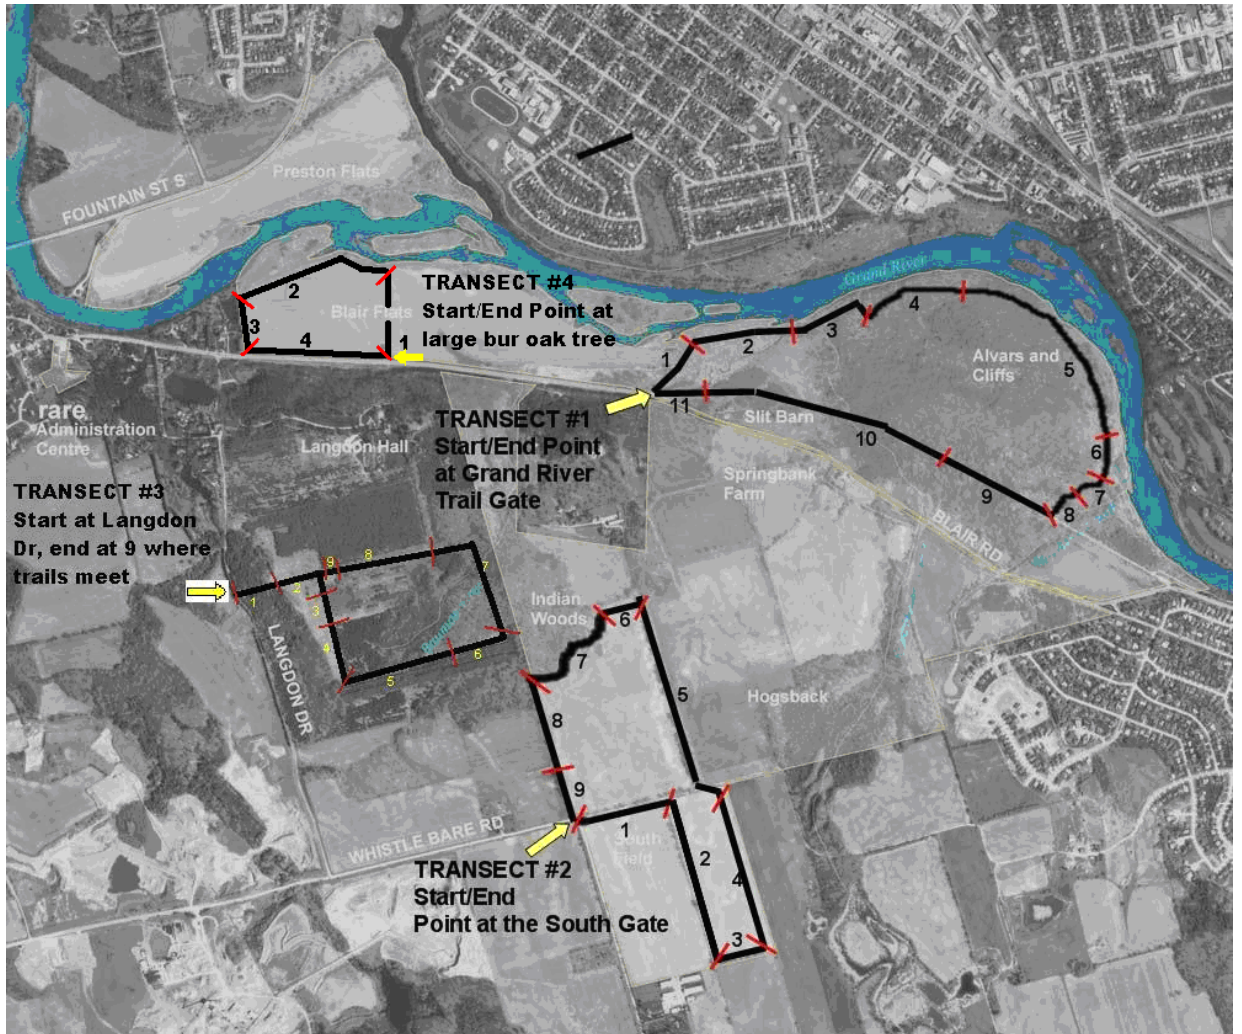 Preston Flats
FOUNTAIN ST S
Grand River
TRANSECT #4
Start/End Point at
large bur oak tree
Blair Flats
1
2
3
4
TRANSECT #1
Start/End Point
at Grand River
Trail Gate
1
2
3
4
5
6
7
8
9
10
11
Alvars and
Cliffs
Slit Barn
Springbank
Farm
BLAIR RD
rare
Administration
Centre
Langdon Hall
TRANSECT #3
Start at Langdon
Dr, end at 9 where
trails meet
1
2
3
4
5
6
7
8
9
LANGDON DR
Indian
Woods
Hogsback
WHISTLE BARE RD
South
Field
TRANSECT #2
Start/End
Point at the South Gate
1
2
3
4
5
6
7
8
9